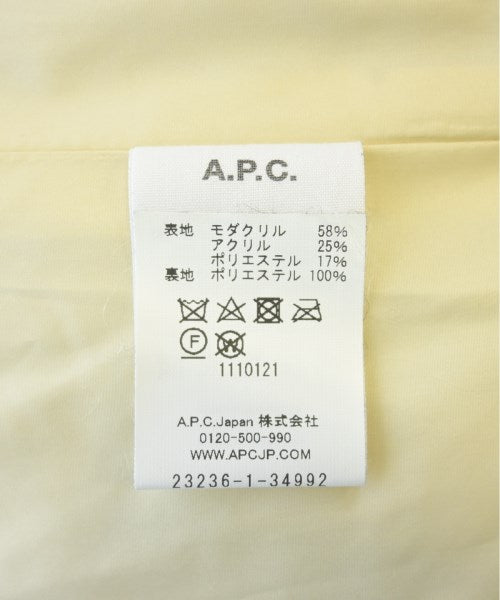 A.P.C.
表地 モダクリル 58%
アクリル 25%
ポリエステル 17%
裏地 ポリエステル 100%
F W
1110121
A.P.C.Japan 株式会社
0120-500-990
WWW.APCJP.COM
23236-1-34992